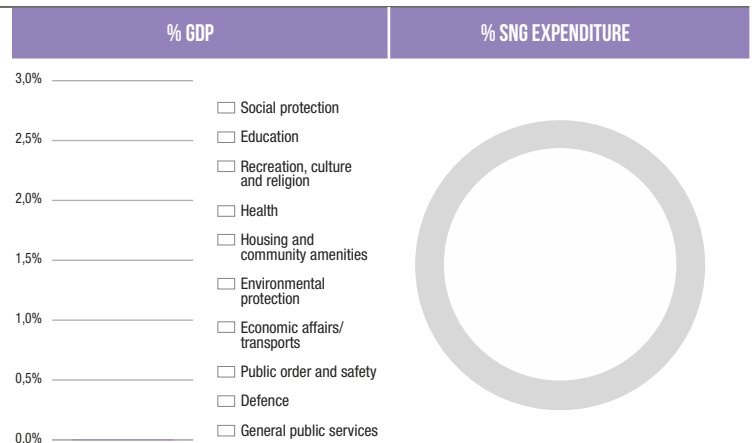 % GDP
% SNG EXPENDITURE
3,0%
2,5%
2,0%
1,5%
1,0%
0,5%
0.0%
Social protection
Education
Recreation, culture
and religion
Health
Housing and
community amenities
Environmental
protection
Economic affairs/
transports
Public order and safety
Defence
General public services